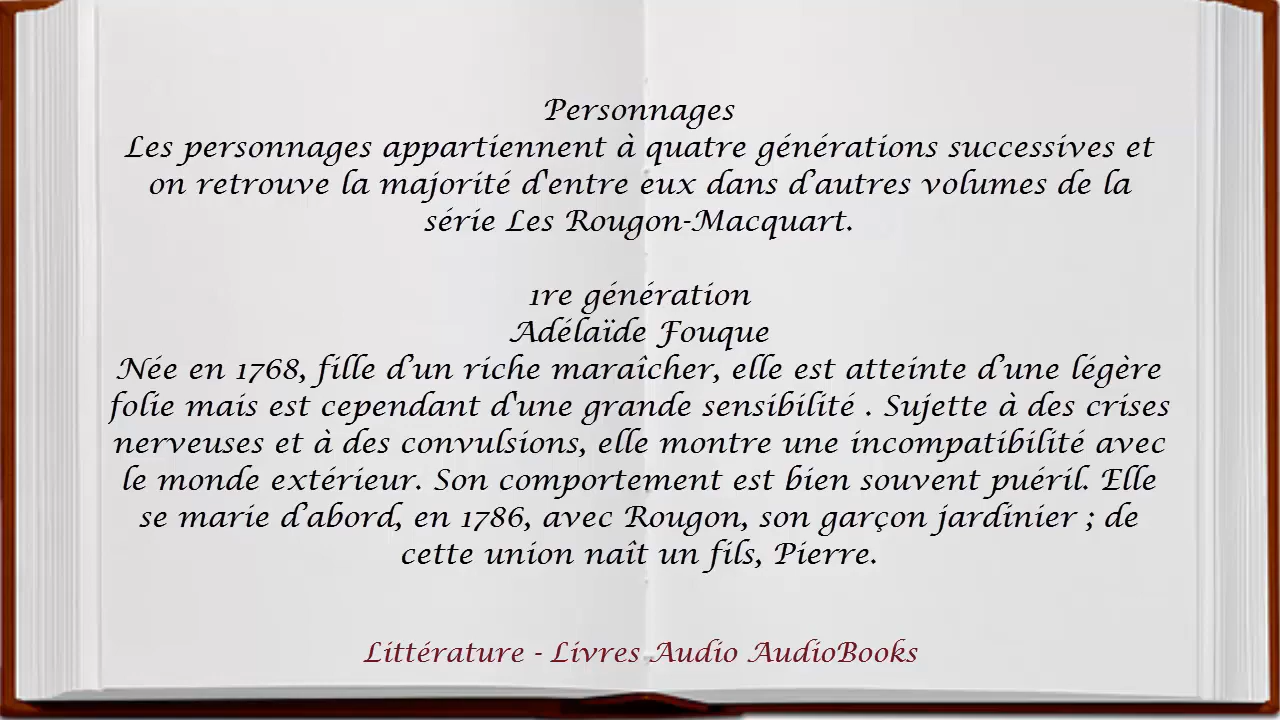 Personnages
Les personnages appartiennent à quatre générations successives et
on retrouve la majorité d'entre eux dans d'autres volumes de la
série Les Rougon-Macquart.
1re génération
Adélaïde Fouque
Née en 1768, fille d'un riche maraîcher, elle est atteinte d'une légère
folie mais est cependant d'une grande sensibilité . Sujette à des crises
nerveuses et à des convulsions, elle montre une incompatibilité avec
le monde extérieur. Son comportement est bien souvent puéril. Elle
se marie d'abord, en 1786, avec Rougon, son garçon jardinier ; de
cette union naît un fils, Pierre.
Littérature - Livres Audio AudioBooks